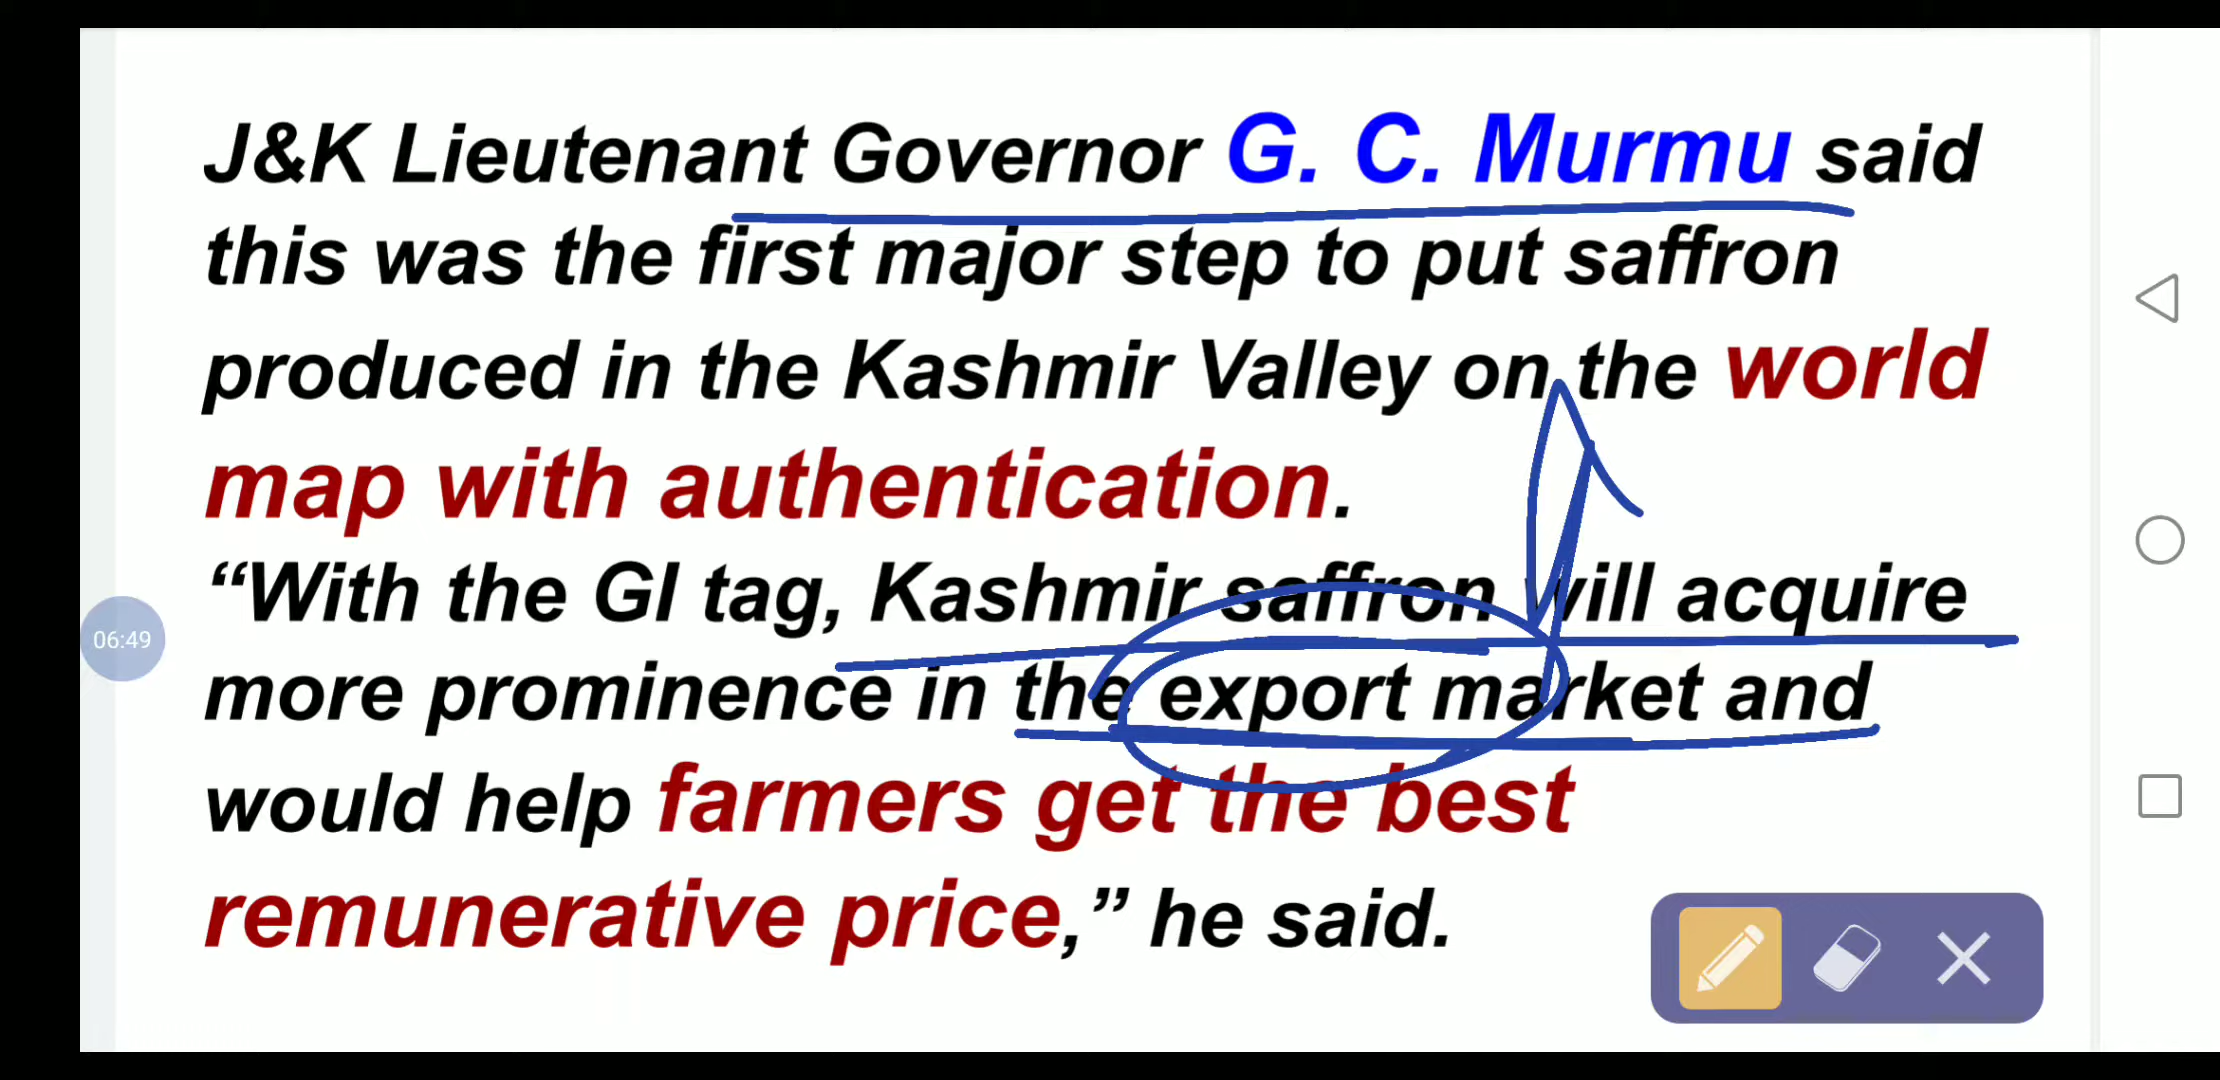 J&K Lieutenant Governor G. C. Murmu said
this was the first major step to put saffron
produced in the Kashmir Valley on the world
map with authentication.
“With the GI tag, Kashmir saffron will acquire
more prominence in the export market and
would help farmers get the best
remunerative price,” he said.
06:49